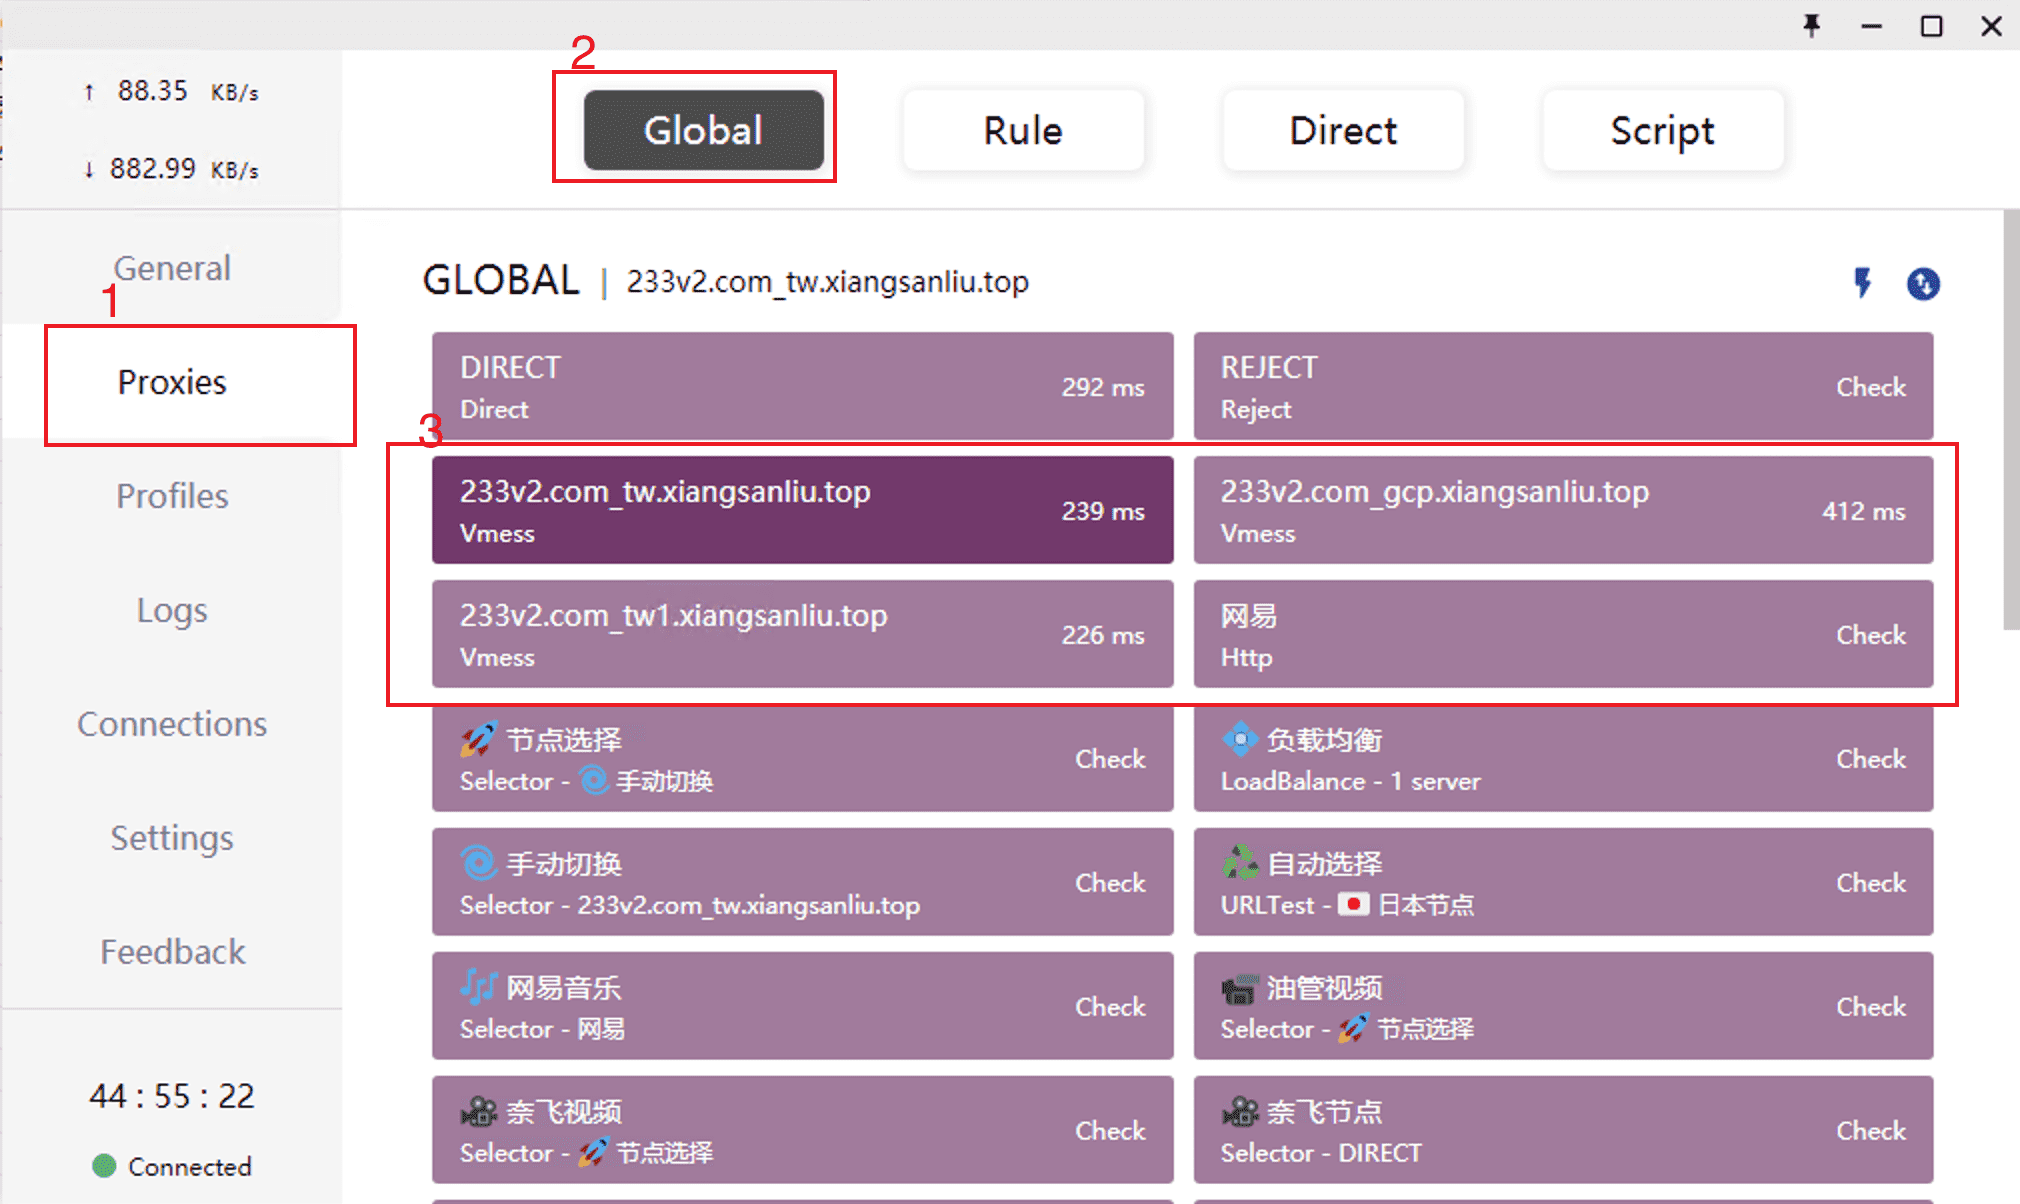 2
↑ 88.35 KB/s
↓ 882.99 KB/s
Global
Rule
Direct
Script
General
1
Proxies
Profiles
Logs
Connections
Settings
Feedback
44 : 55 : 22
Connected
GLOBAL | 233v2.com_tw.xiangsanliu.top
DIRECT
Direct
292 ms
REJECT
Reject
Check
3
233v2.com_tw.xiangsanliu.top
Vmess
239 ms
233v2.com_gcp.xiangsanliu.top
Vmess
412 ms
233v2.com_tw1.xiangsanliu.top
Vmess
226 ms
网易
Http
Check
🚀 节点选择
Selector - 🌀 手动切换
Check
💠 负载均衡
LoadBalance - 1 server
Check
🌀 手动切换
Selector - 233v2.com_tw.xiangsanliu.top
Check
♻️ 自动选择
URLTest - 🇯🇵 日本节点
Check
🎶 网易音乐
Selector - 网易
Check
📹 油管视频
Selector - 🚀 节点选择
Check
🎥 奈飞视频
Selector - 🚀 节点选择
Check
🎥 奈飞节点
Selector - DIRECT
Check